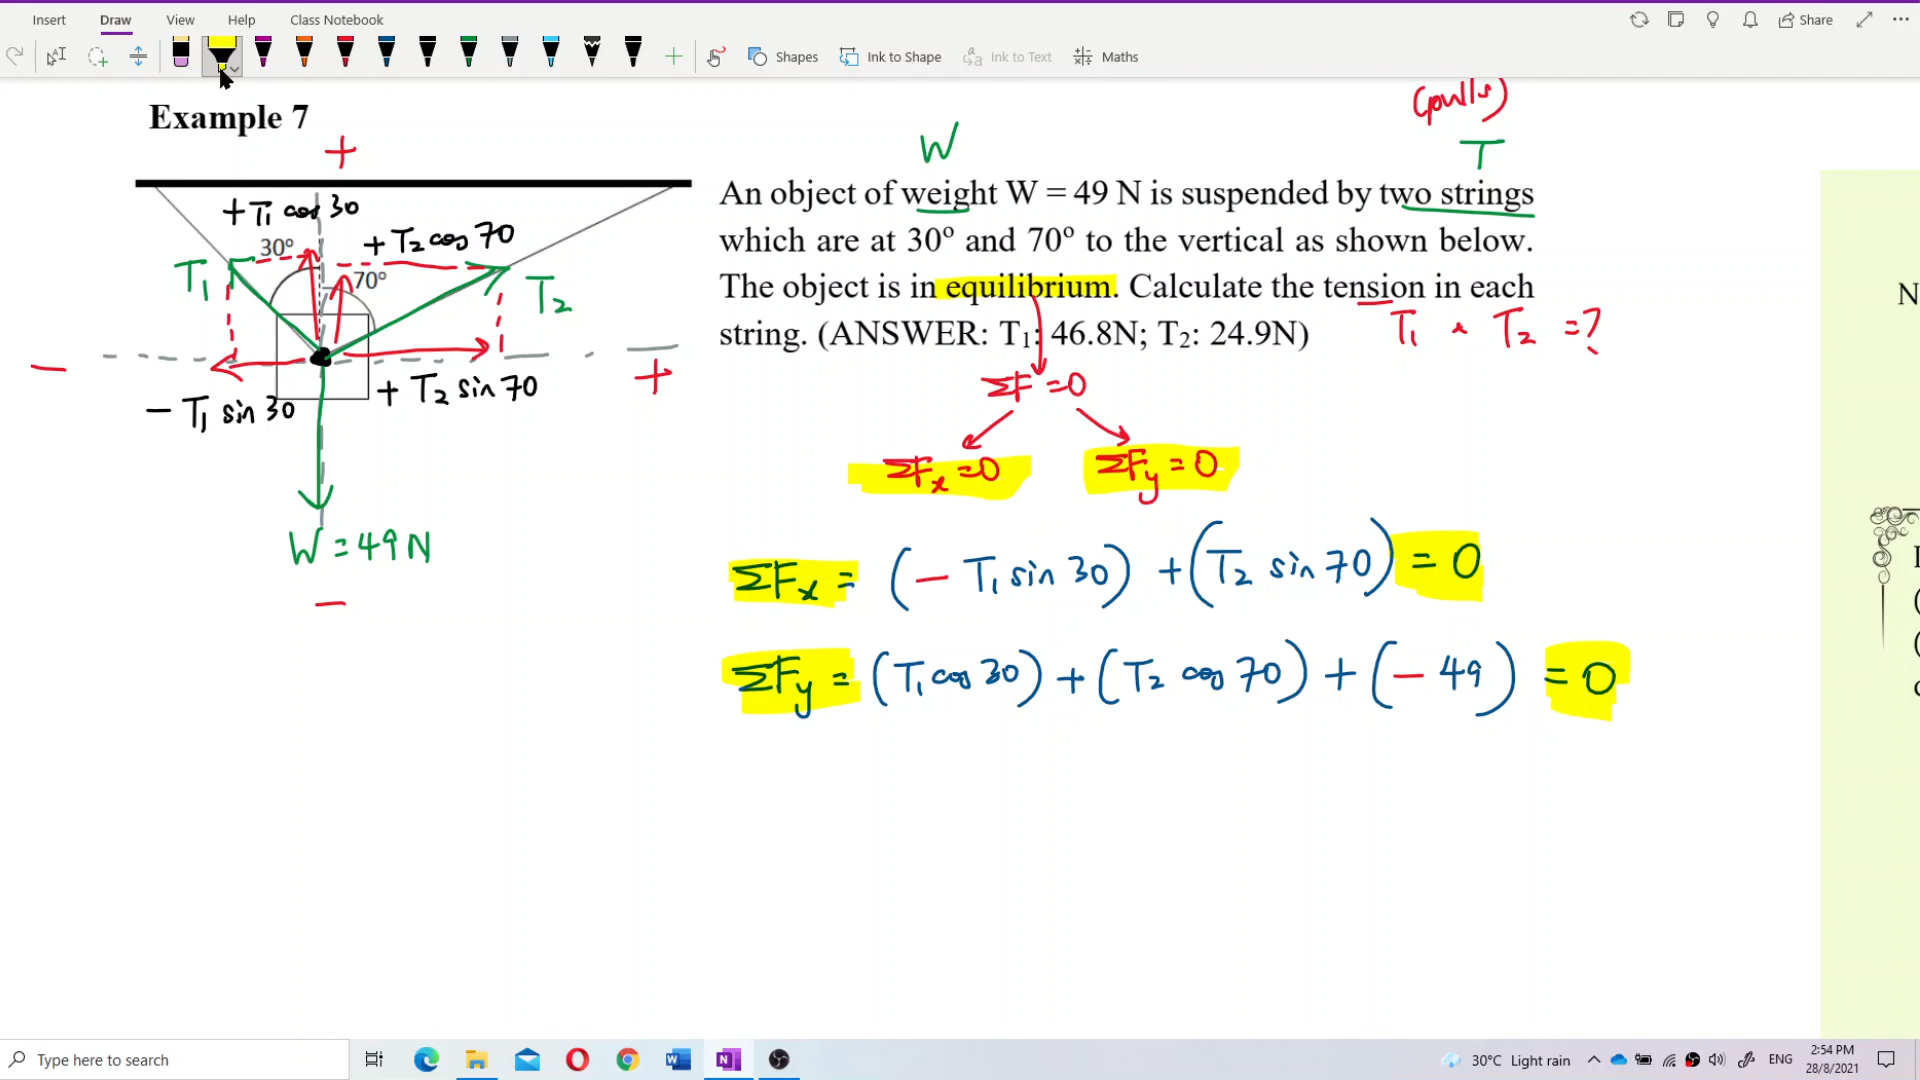 Insert Draw View Help Class Notebook Share
Shapes Ink to Shape Ink to Text Maths
(pulls)
Example 7
+
W
T
An object of weight W = 49 N is suspended by two strings
which are at 30º and 70º to the vertical as shown below.
The object is in equilibrium. Calculate the tension in each
string. (ANSWER: T₁: 46.8N; T₂: 24.9N)
T₁ & T₂ = ?
+T₁ cos 30
+ T₂ cos 70
30º
70º
T₁
T₂
−
+
− T₁ sin 30
+ T₂ sin 70
W = 49 N
−
ΣF = 0
ΣFx = 0 ΣFy = 0
ΣFx = (− T₁ sin 30) + (T₂ sin 70) = 0
ΣFy = (T₁ cos 30) + (T₂ cos 70) + (− 49) = 0
N
Type here to search
30°C Light rain
ENG
2:54 PM
28/8/2021